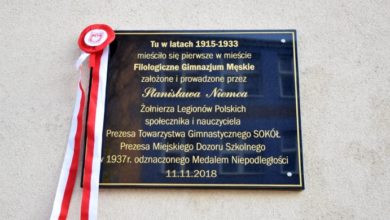 Tu w latach 1915-1933
mieściło się pierwsze w mieście
Filologiczne Gimnazjum Męskie
założone i prowadzone przez
Stanisława Niemca
Żołnierza Legionów Polskich
społecznika i nauczyciela
Prezesa Towarzystwa Gimnastycznego SOKÓŁ
Prezesa Miejskiego Dozoru Szkolnego
w 1937r. odznaczonego Medalem Niepodległości
11.11.2018